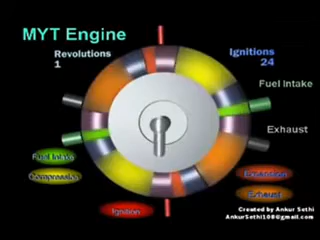 MYT Engine
Revolutions
1
Ignitions
24
Fuel Intake
Exhaust
Fuel Intake
Compression
Ignition
Expansion
Exhaust
Created by Ankur Sethi
AnkurSethi108@gmail.com